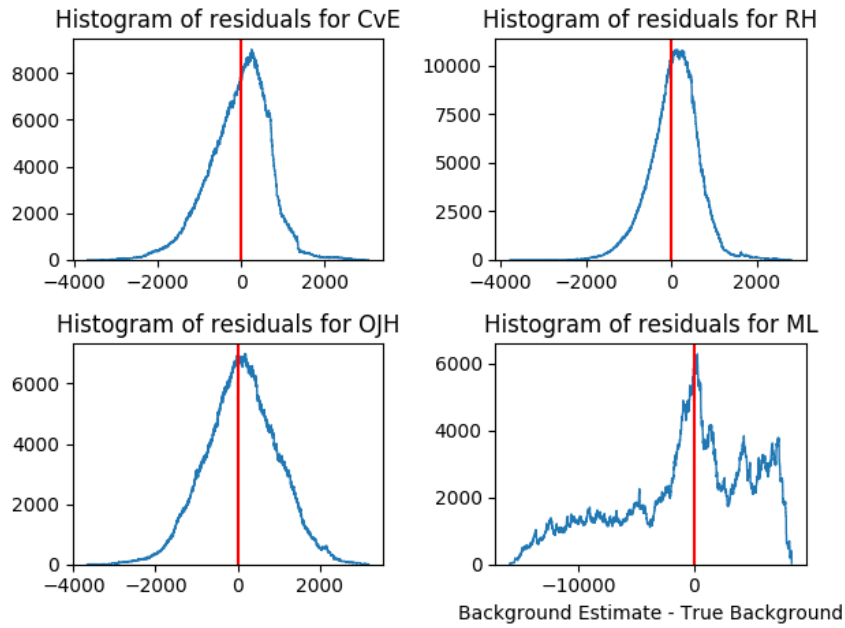 Histogram of residuals for CvE
8000
6000
4000
2000
0
−4000 −2000 0 2000
Histogram of residuals for RH
10000
7500
5000
2500
0
−4000 −2000 0 2000
Histogram of residuals for OJH
6000
4000
2000
0
−4000 −2000 0 2000
Histogram of residuals for ML
6000
4000
2000
0
−10000 0
Background Estimate - True Background